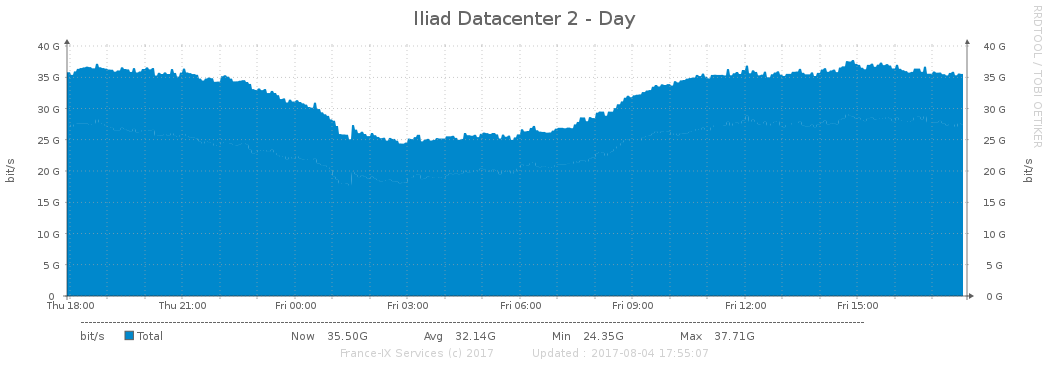 Iliad Datacenter 2 - Day
RRDTOOL / TOBI OETIKER
40 G 40 G
35 G 35 G
30 G 30 G
25 G 25 G
20 G 20 G
15 G 15 G
10 G 10 G
5 G 5 G
0 0 G
bit/s bit/s
Thu 18:00 Thu 21:00 Fri 00:00 Fri 03:00 Fri 06:00 Fri 09:00 Fri 12:00 Fri 15:00
bit/s Total Now 35.50G Avg 32.14G Min 24.35G Max 37.71G
France-IX Services (c) 2017 Updated : 2017-08-04 17:55:07